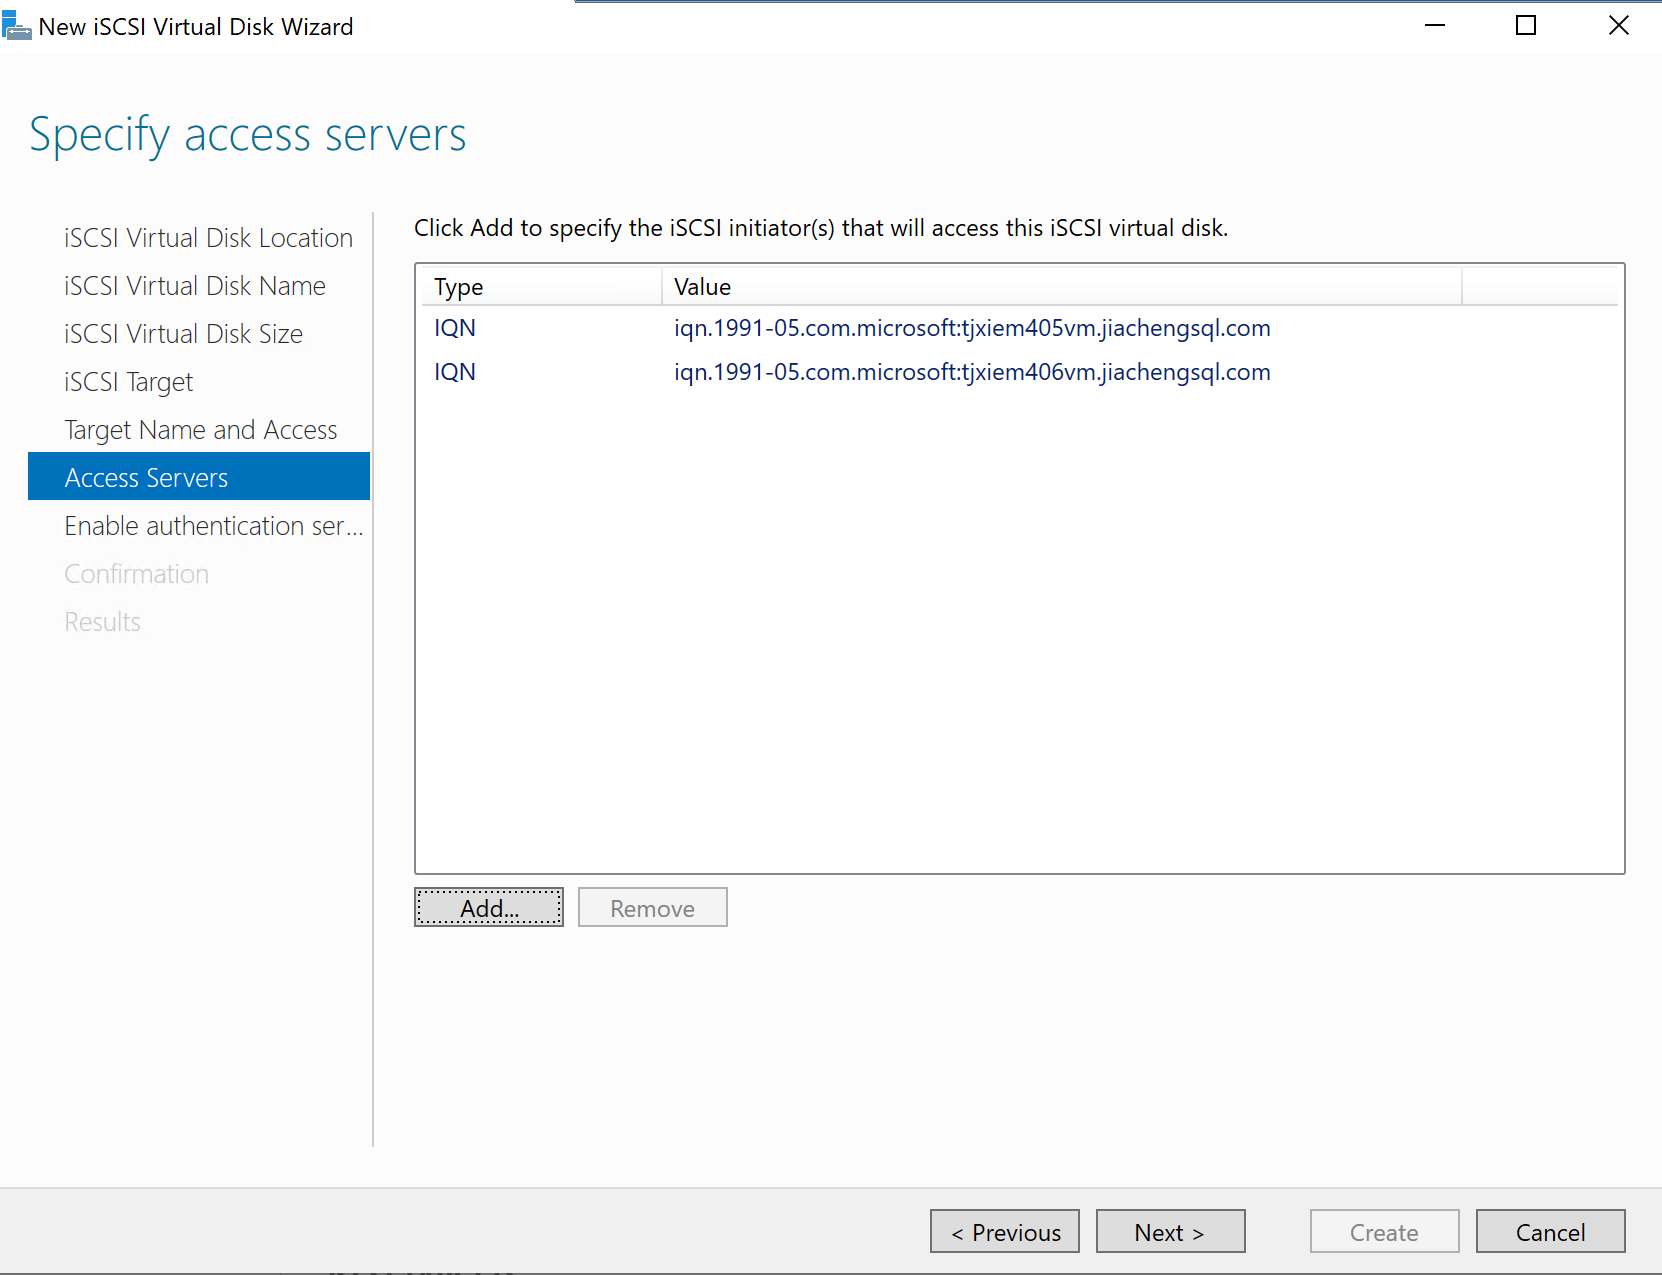 New iSCSI Virtual Disk Wizard
Specify access servers
iSCSI Virtual Disk Location
iSCSI Virtual Disk Name
iSCSI Virtual Disk Size
iSCSI Target
Target Name and Access
Access Servers
Enable authentication ser...
Confirmation
Results
Click Add to specify the iSCSI initiator(s) that will access this iSCSI virtual disk.
Type Value
IQN iqn.1991-05.com.microsoft:tjxiem405vm.jiachengsql.com
IQN iqn.1991-05.com.microsoft:tjxiem406vm.jiachengsql.com
Add... Remove
< Previous Next > Create Cancel